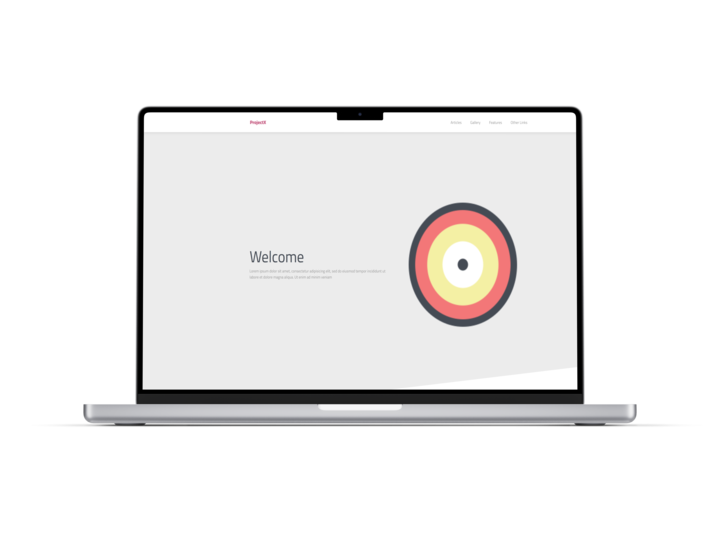 ProjectX
Articles Gallery Features Other Links
Welcome
Lorem ipsum dolor sit amet, consectetur adipisicing elit, sed do eiusmod tempor incididunt ut
labore et dolore magna aliqua. Ut enim ad minim veniam